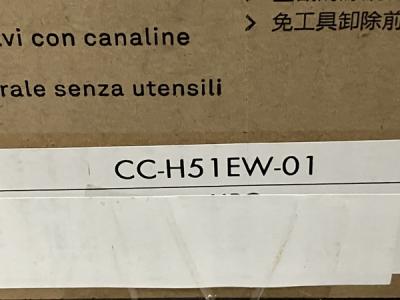 vi con canaline
rale senza utensili
免工具卸除前
CC-H51EW-01